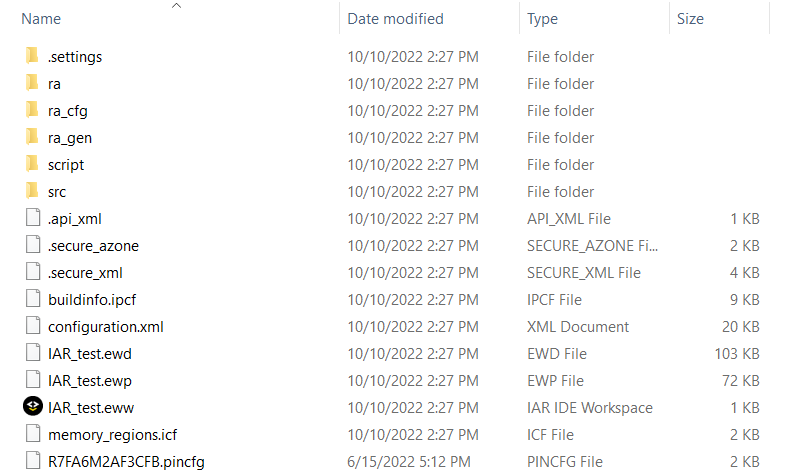 Name Date modified Type Size
.settings 10/10/2022 2:27 PM File folder
ra 10/10/2022 2:27 PM File folder
ra_cfg 10/10/2022 2:27 PM File folder
ra_gen 10/10/2022 2:27 PM File folder
script 10/10/2022 2:27 PM File folder
src 10/10/2022 2:27 PM File folder
.api_xml 10/10/2022 2:27 PM API_XML File 1 KB
.secure_azone 10/10/2022 2:27 PM SECURE_AZONE Fi... 2 KB
.secure_xml 10/10/2022 2:27 PM SECURE_XML File 4 KB
buildinfo.ipcf 10/10/2022 2:27 PM IPCF File 9 KB
configuration.xml 10/10/2022 2:27 PM XML Document 20 KB
IAR_test.ewd 10/10/2022 2:27 PM EWD File 103 KB
IAR_test.ewp 10/10/2022 2:27 PM EWP File 72 KB
IAR_test.eww 10/10/2022 2:27 PM IAR IDE Workspace 1 KB
memory_regions.icf 10/10/2022 2:27 PM ICF File 2 KB
R7FA6M2AF3CFB.pincfg 6/15/2022 5:12 PM PINCFG File 2 KB